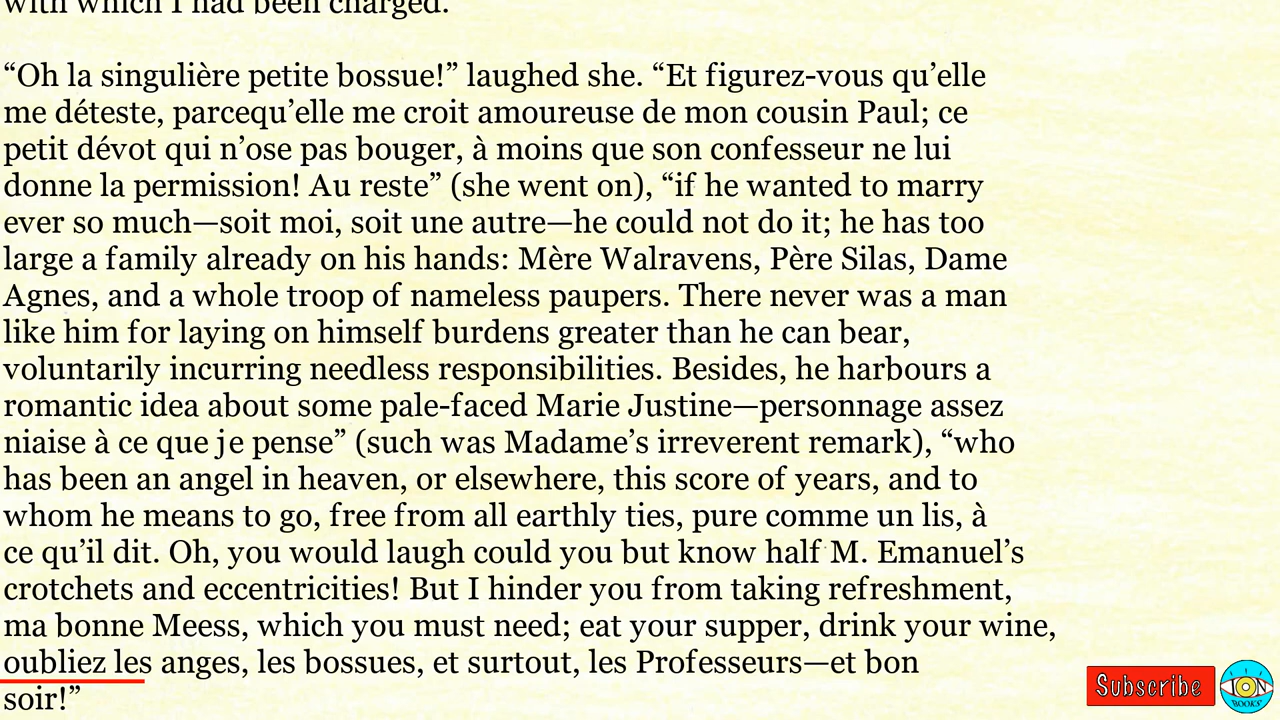 with which I had been charged.
“Oh la singulière petite bossue!” laughed she. “Et figurez-vous qu’elle
me déteste, parcequ’elle me croit amoureuse de mon cousin Paul; ce
petit dévot qui n’ose pas bouger, à moins que son confesseur ne lui
donne la permission! Au reste” (she went on), “if he wanted to marry
ever so much—soit moi, soit une autre—he could not do it; he has too
large a family already on his hands: Mère Walravens, Père Silas, Dame
Agnes, and a whole troop of nameless paupers. There never was a man
like him for laying on himself burdens greater than he can bear,
voluntarily incurring needless responsibilities. Besides, he harbours a
romantic idea about some pale-faced Marie Justine—personnage assez
niaise à ce que je pense” (such was Madame’s irreverent remark), “who
has been an angel in heaven, or elsewhere, this score of years, and to
whom he means to go, free from all earthly ties, pure comme un lis, à
ce qu’il dit. Oh, you would laugh could you but know half M. Emanuel’s
crotchets and eccentricities! But I hinder you from taking refreshment,
ma bonne Meess, which you must need; eat your supper, drink your wine,
oubliez les anges, les bossues, et surtout, les Professeurs—et bon
soir!”
Subscribe
ION
BOOKS